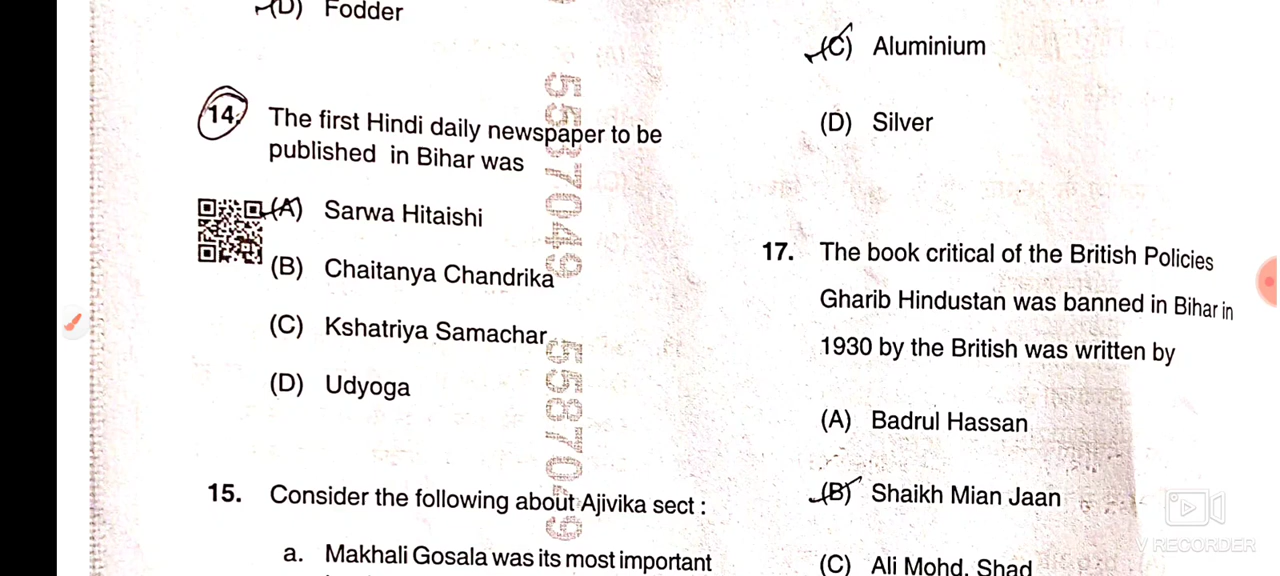 (D) Fodder
14. The first Hindi daily newspaper to be
published in Bihar was
(A) Sarwa Hitaishi
(B) Chaitanya Chandrika
(C) Kshatriya Samachar
(D) Udyoga
15. Consider the following about Ajivika sect :
a. Makhali Gosala was its most important
5587049
5587049
(C) Aluminium
(D) Silver
17. The book critical of the British Policies
Gharib Hindustan was banned in Bihar in
1930 by the British was written by
(A) Badrul Hassan
(B) Shaikh Mian Jaan
(C) Ali Mohd. Shad
V RECORDER